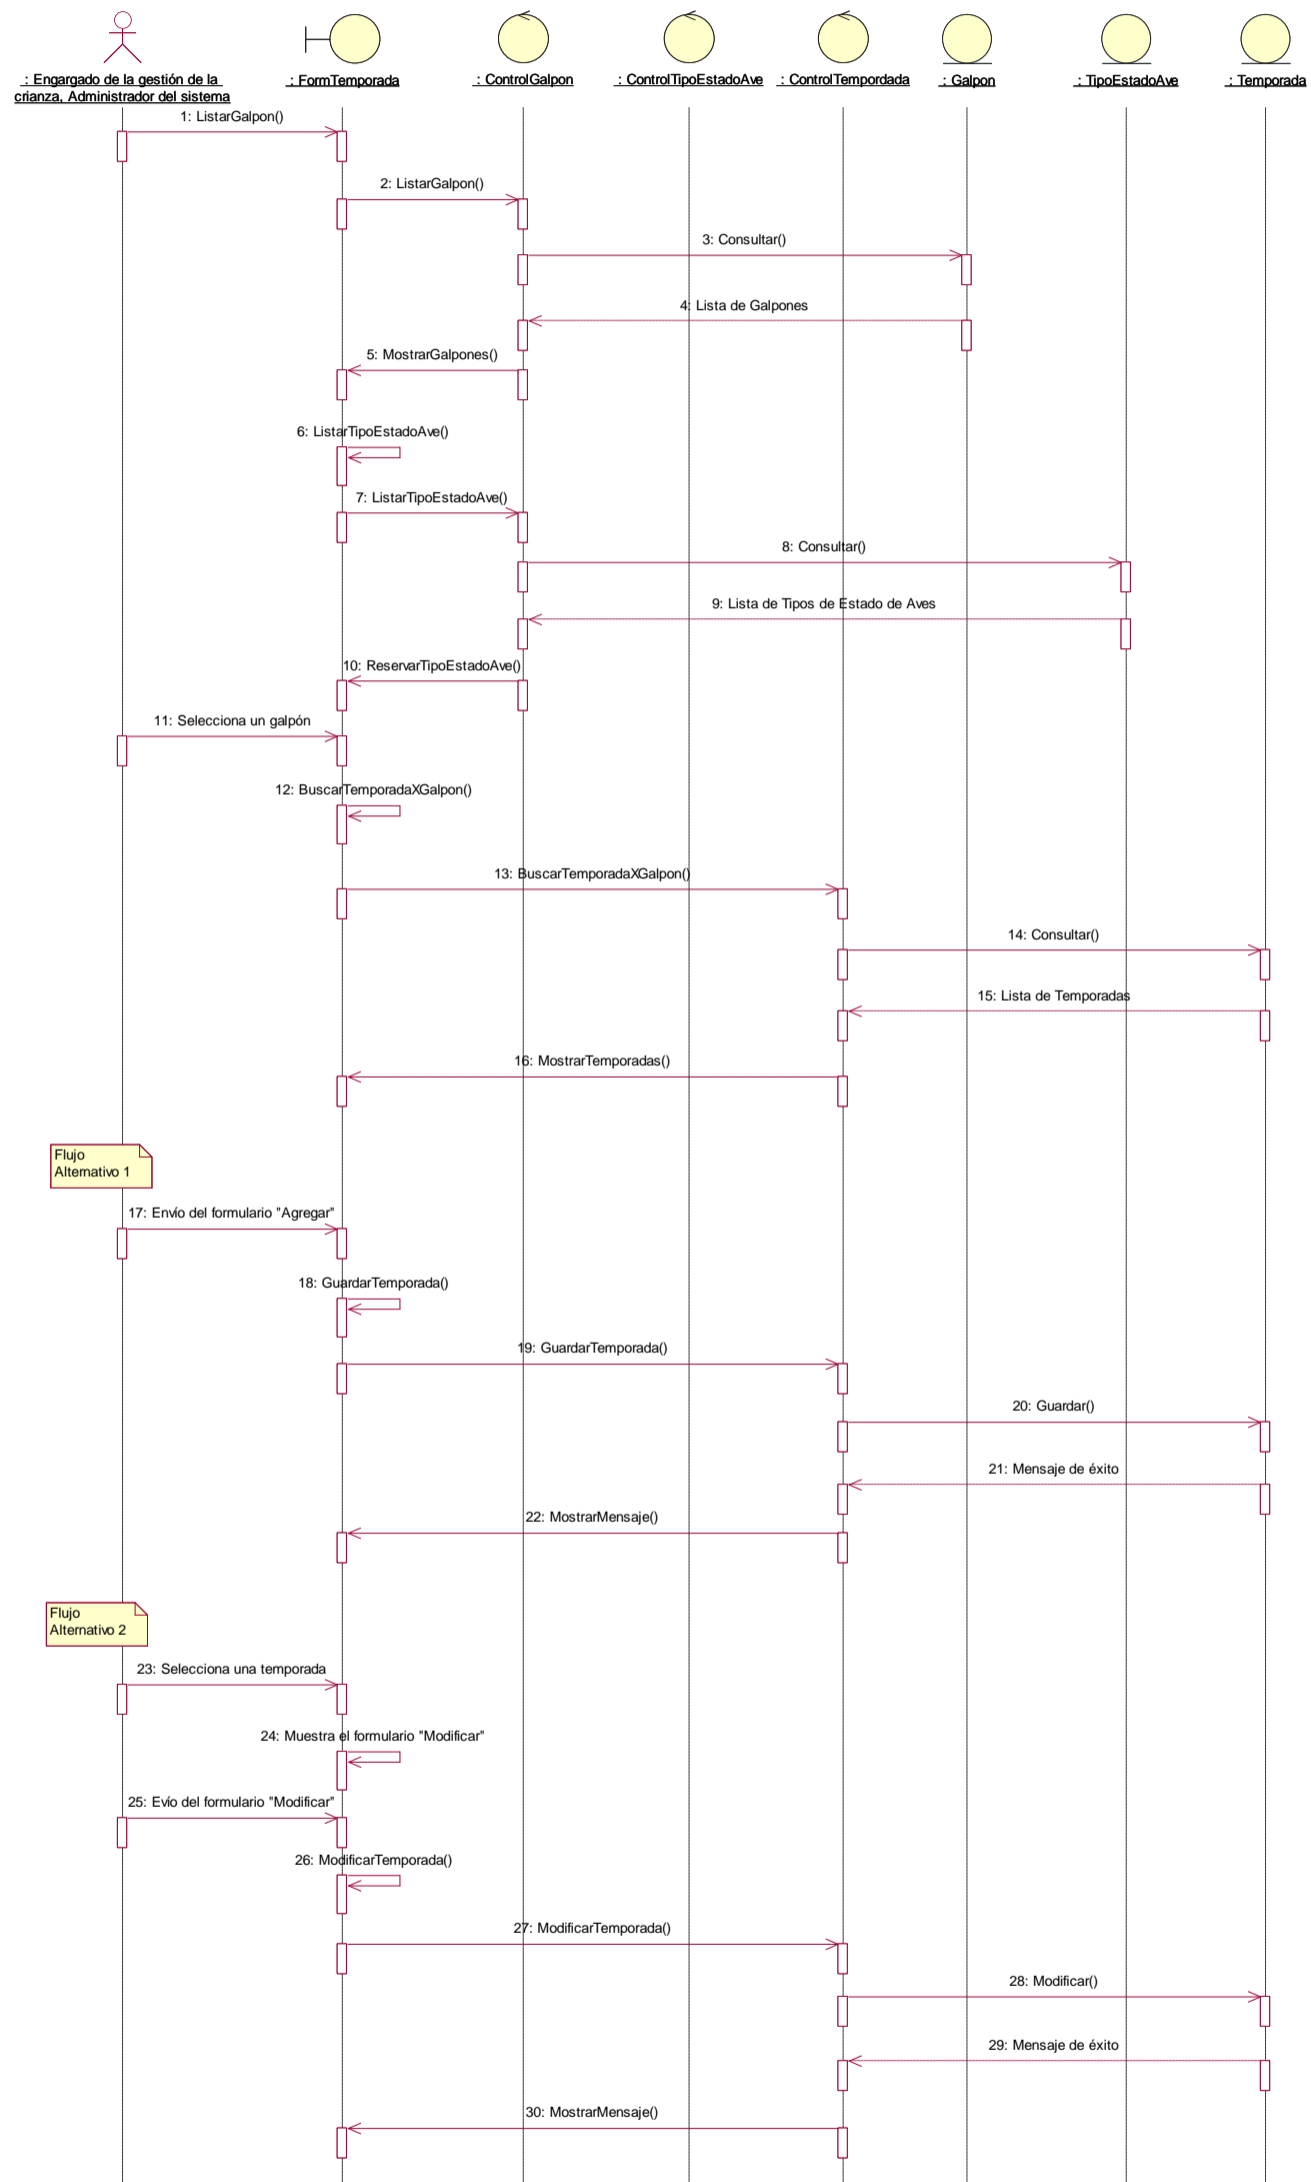 : Engargado de la gestión de la
crianza, Administrador del sistema
: FormTemporada
: ControlGalpon
: ControlTipoEstadoAve
: ControlTempordada
: Galpon
: TipoEstadoAve
: Temporada
1: ListarGalpon()
2: ListarGalpon()
3: Consultar()
4: Lista de Galpones
5: MostrarGalpones()
6: ListarTipoEstadoAve()
7: ListarTipoEstadoAve()
8: Consultar()
9: Lista de Tipos de Estado de Aves
10: ReservarTipoEstadoAve()
11: Selecciona un galpón
12: BuscarTemporadaXGalpon()
13: BuscarTemporadaXGalpon()
14: Consultar()
15: Lista de Temporadas
16: MostrarTemporadas()
Flujo
Alternativo 1
17: Envío del formulario "Agregar"
18: GuardarTemporada()
19: GuardarTemporada()
20: Guardar()
21: Mensaje de éxito
22: MostrarMensaje()
Flujo
Alternativo 2
23: Selecciona una temporada
24: Muestra el formulario "Modificar"
25: Evío del formulario "Modificar"
26: ModificarTemporada()
27: ModificarTemporada()
28: Modificar()
29: Mensaje de éxito
30: MostrarMensaje()